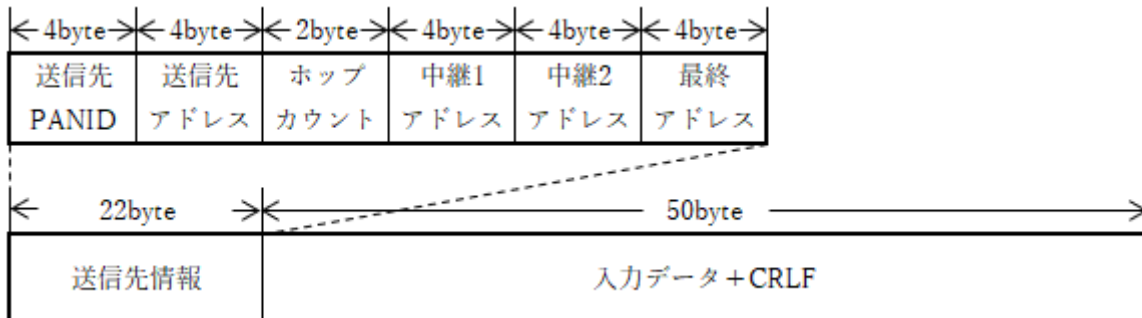 4byte 4byte 2byte 4byte 4byte 4byte
送信先 送信先 ホップ 中継1 中継2 最終
PANID アドレス カウント アドレス アドレス アドレス
22byte 50byte
送信先情報 入力データ+CRLF